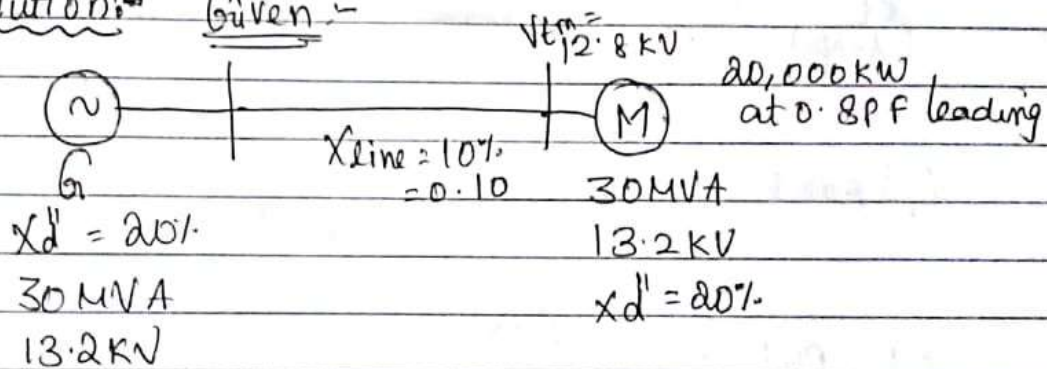 Given :-
Vtm =
12.8 KV
20,000 KW
at 0.8 PF leading
~
M
G
Xline = 10%.
= 0.10
30 MVA
13.2 KV
Xd" = 20%.
Xd" = 20%.
30 MVA
13.2 KV